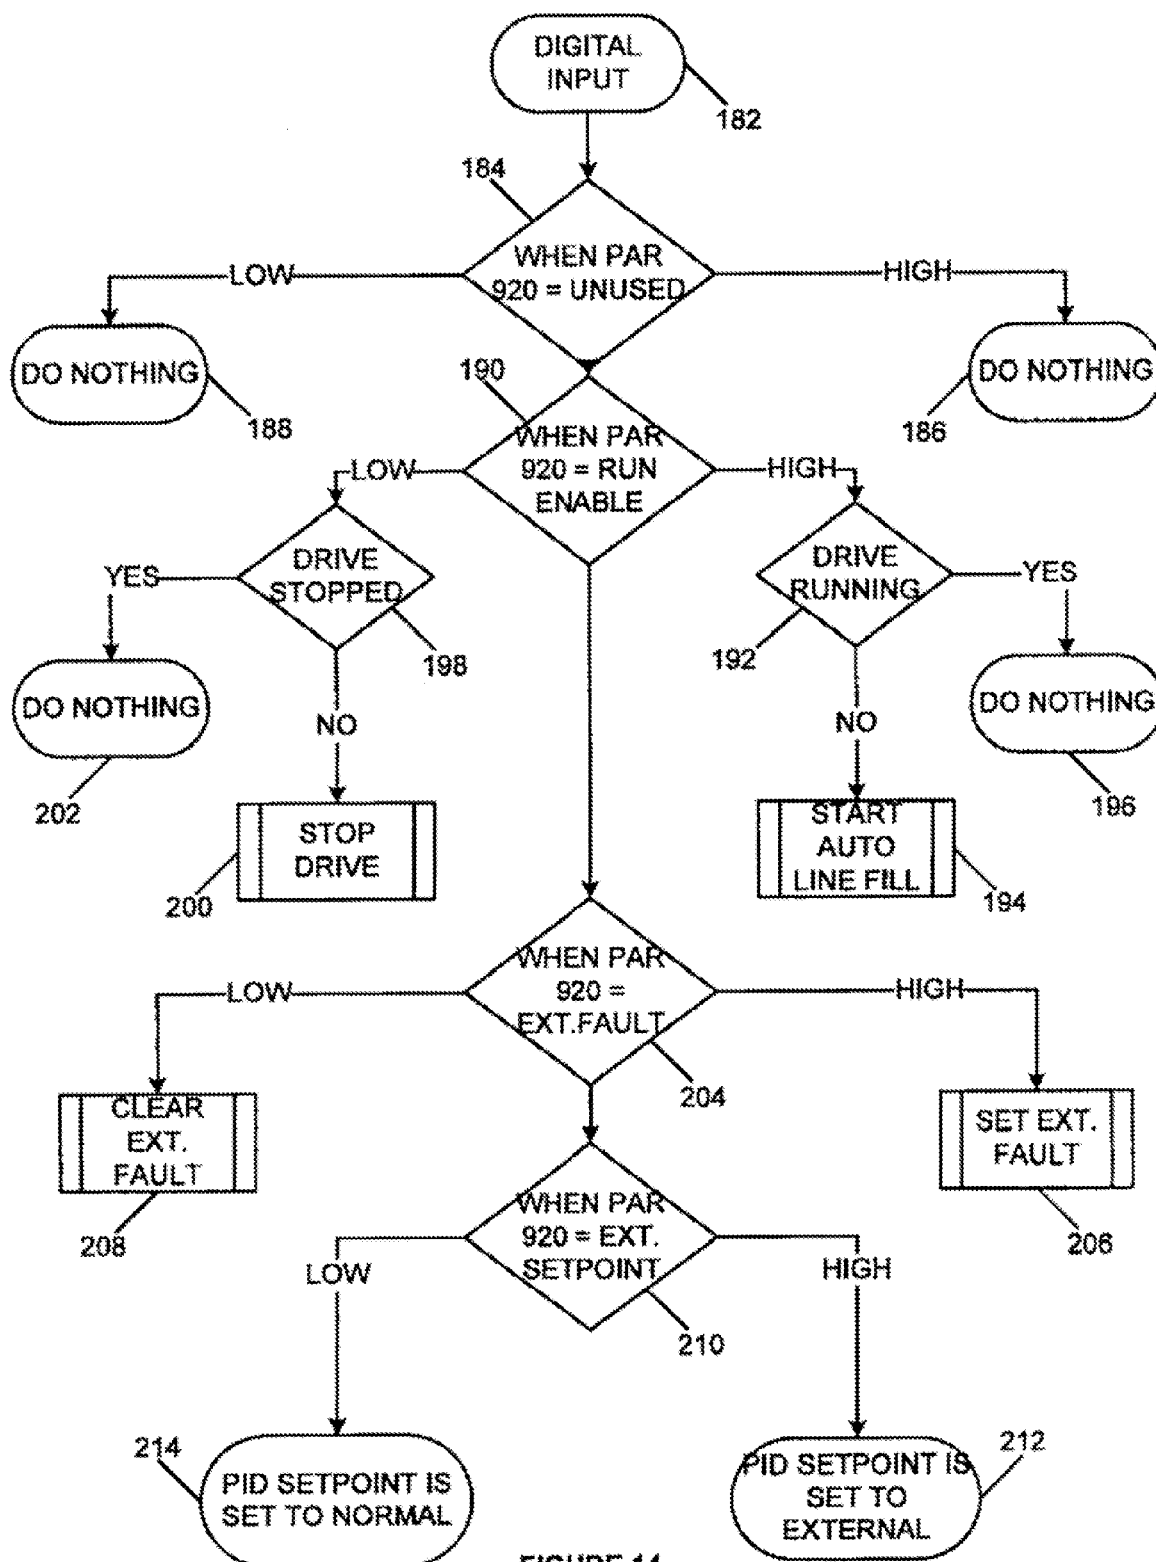 DIGITAL
INPUT
182
184
WHEN PAR
920 = UNUSED
LOW
HIGH
DO NOTHING
188
DO NOTHING
186
190
WHEN PAR
920 = RUN
ENABLE
LOW
HIGH
DRIVE
STOPPED
YES
198
DRIVE
RUNNING
YES
192
DO NOTHING
202
NO
NO
DO NOTHING
196
STOP
DRIVE
200
START
AUTO
LINE FILL
194
WHEN PAR
920 =
EXT.FAULT
LOW
HIGH
204
CLEAR
EXT.
FAULT
208
SET EXT.
FAULT
206
WHEN PAR
920 = EXT.
SETPOINT
LOW
HIGH
210
214
PID SETPOINT IS
SET TO NORMAL
PID SETPOINT IS
SET TO
EXTERNAL
212
FIGURE 14